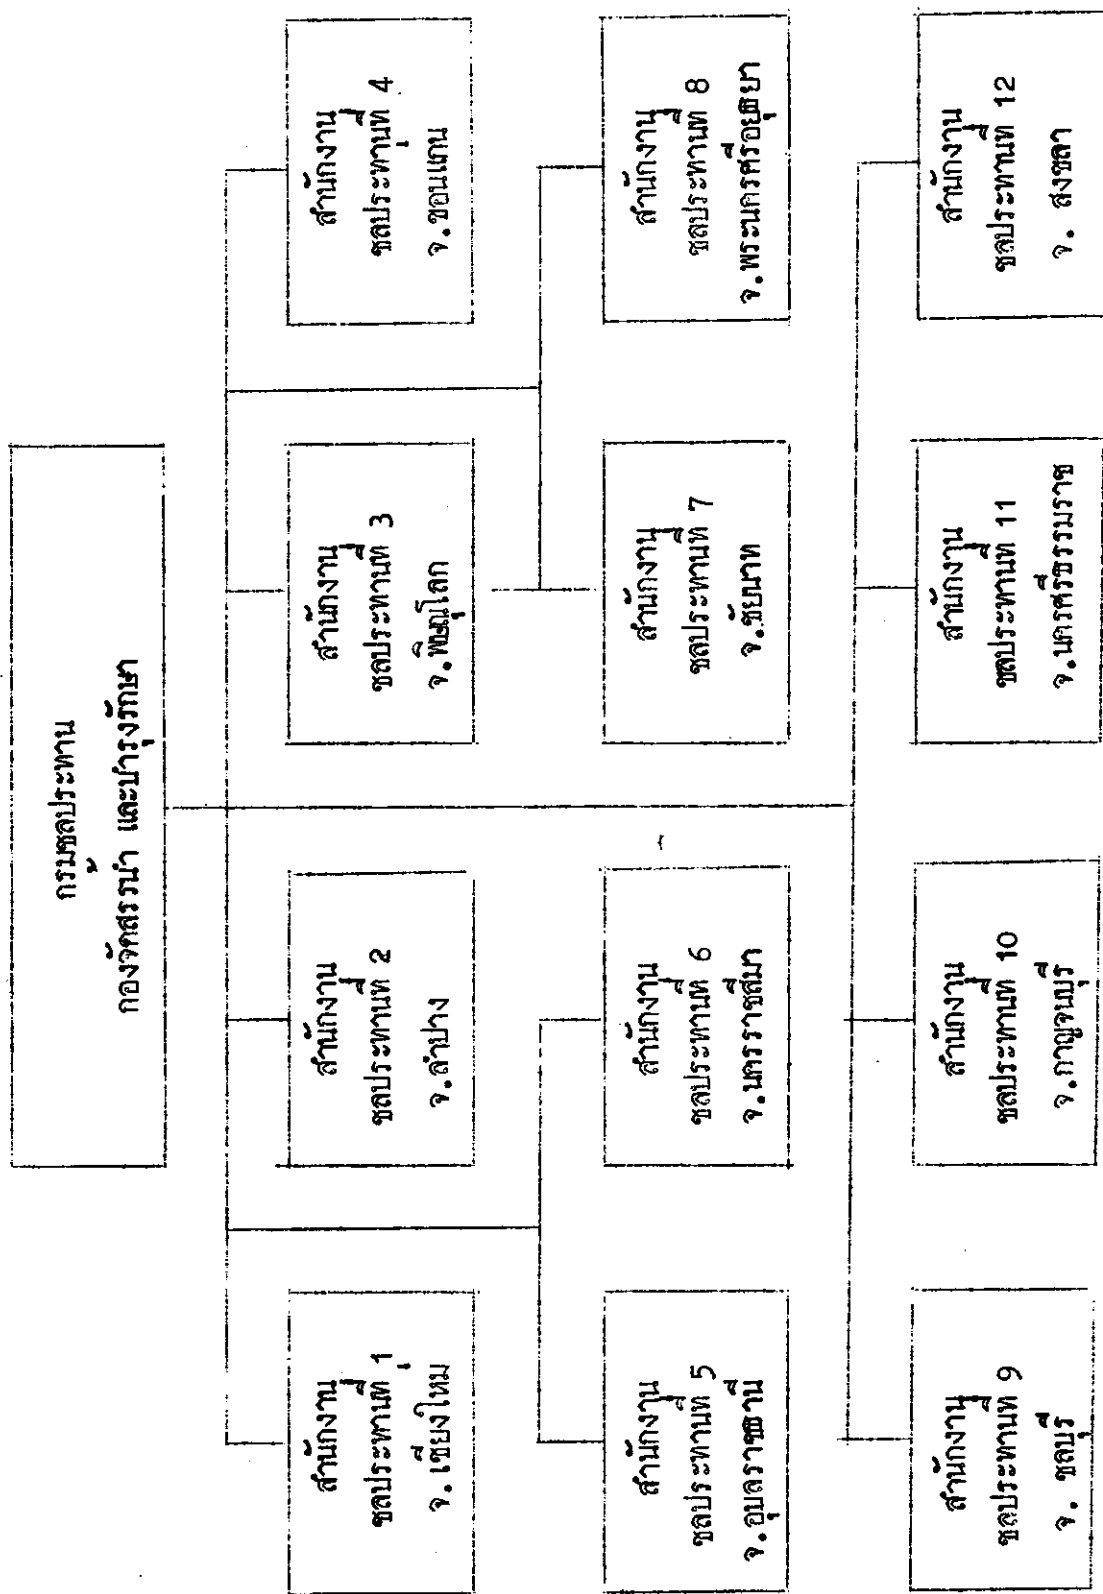 กรมชลประทาน
กองจัดสรรน้ำ และบำรุงรักษา
สำนักงาน
ชลประทานที่ 1
จ.เชียงใหม่
สำนักงาน
ชลประทานที่ 2
จ.ลำปาง
สำนักงาน
ชลประทานที่ 3
จ.พิษณุโลก
สำนักงาน
ชลประทานที่ 4
จ.ขอนแก่น
สำนักงาน
ชลประทานที่ 5
จ.อุบลราชธานี
สำนักงาน
ชลประทานที่ 6
จ.นครราชสีมา
สำนักงาน
ชลประทานที่ 7
จ.ชัยนาท
สำนักงาน
ชลประทานที่ 8
จ.พระนครศรีอยุธยา
สำนักงาน
ชลประทานที่ 9
จ. ชลบุรี
สำนักงาน
ชลประทานที่ 10
จ.กาญจนบุรี
สำนักงาน
ชลประทานที่ 11
จ.นครศรีธรรมราช
สำนักงาน
ชลประทานที่ 12
จ. สงขลา